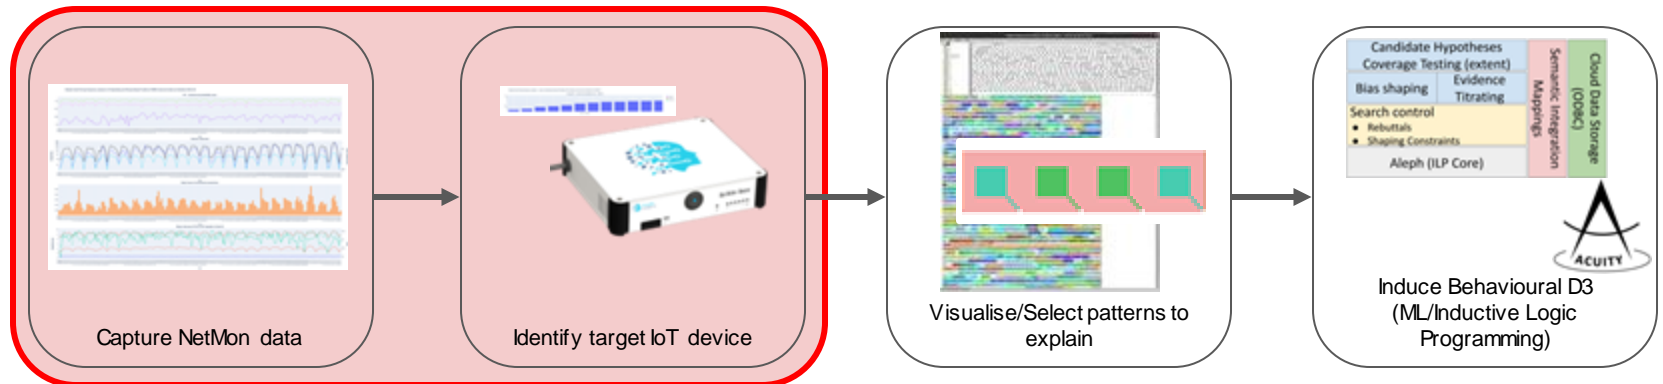 Capture NetMon data
Identify target IoT device
Visualise/Select patterns to
explain
Candidate Hypotheses
Coverage Testing (extent)
Bias shaping
Evidence
Titrating
Search control
● Rebuttals
● Shaping Constraints
Aleph (ILP Core)
Semantic Integration
Mappings
Cloud Data Storage
(ODBC)
ACUITY
Induce Behavioural D3
(ML/Inductive Logic
Programming)